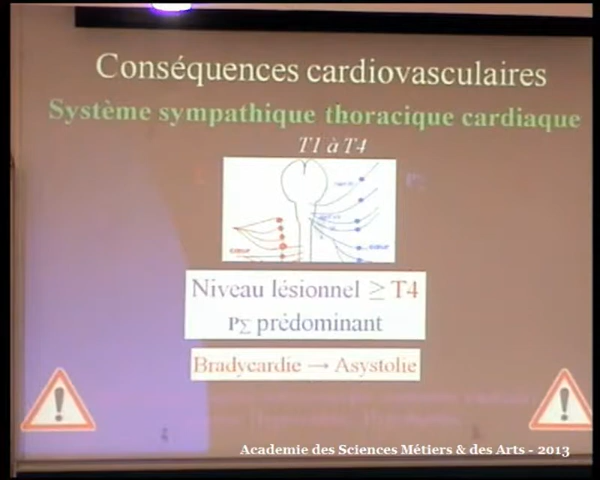 Conséquences cardiovasculaires
Système sympathique thoracique cardiaque
T1 à T4
Niveau lésionnel ≥ T4
PΣ prédominant
Bradycardie → Asystolie
Academie des Sciences Métiers & des Arts - 2013